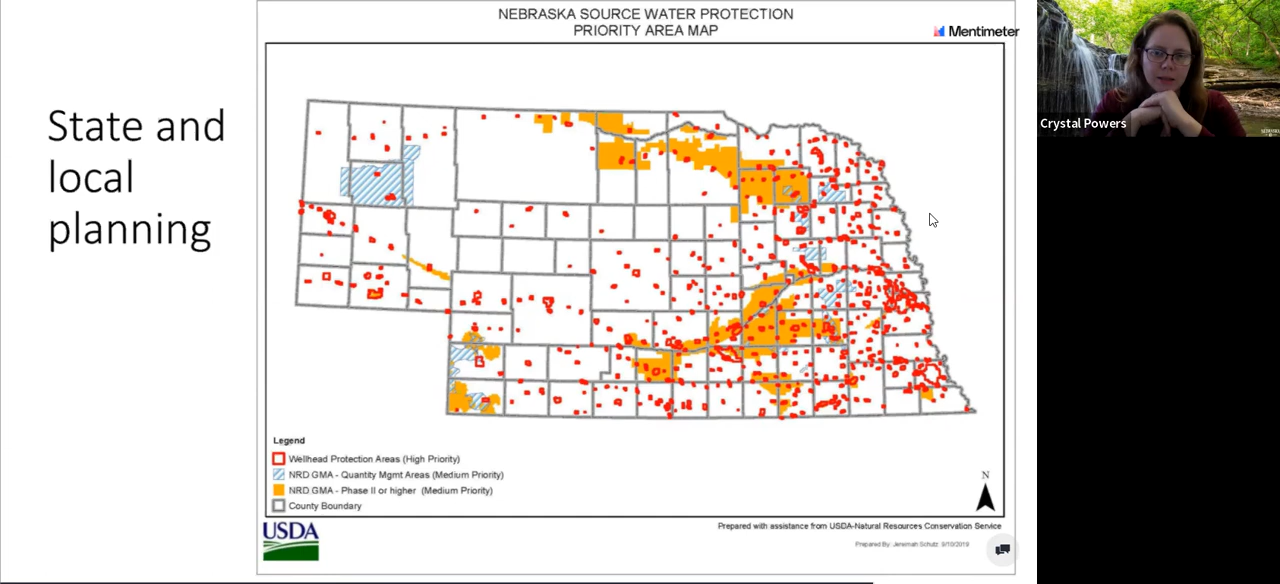 NEBRASKA SOURCE WATER PROTECTION
PRIORITY AREA MAP
Mentimeter
State and
local
planning
Crystal Powers
Legend
Wellhead Protection Areas (High Priority)
NRD GMA - Quantity Mgmt Areas (Medium Priority)
NRD GMA - Phase II or higher (Medium Priority)
County Boundary
N
USDA
Prepared with assistance from USDA-Natural Resources Conservation Service
Prepared By: Jeremiah Schutz 9/10/2019